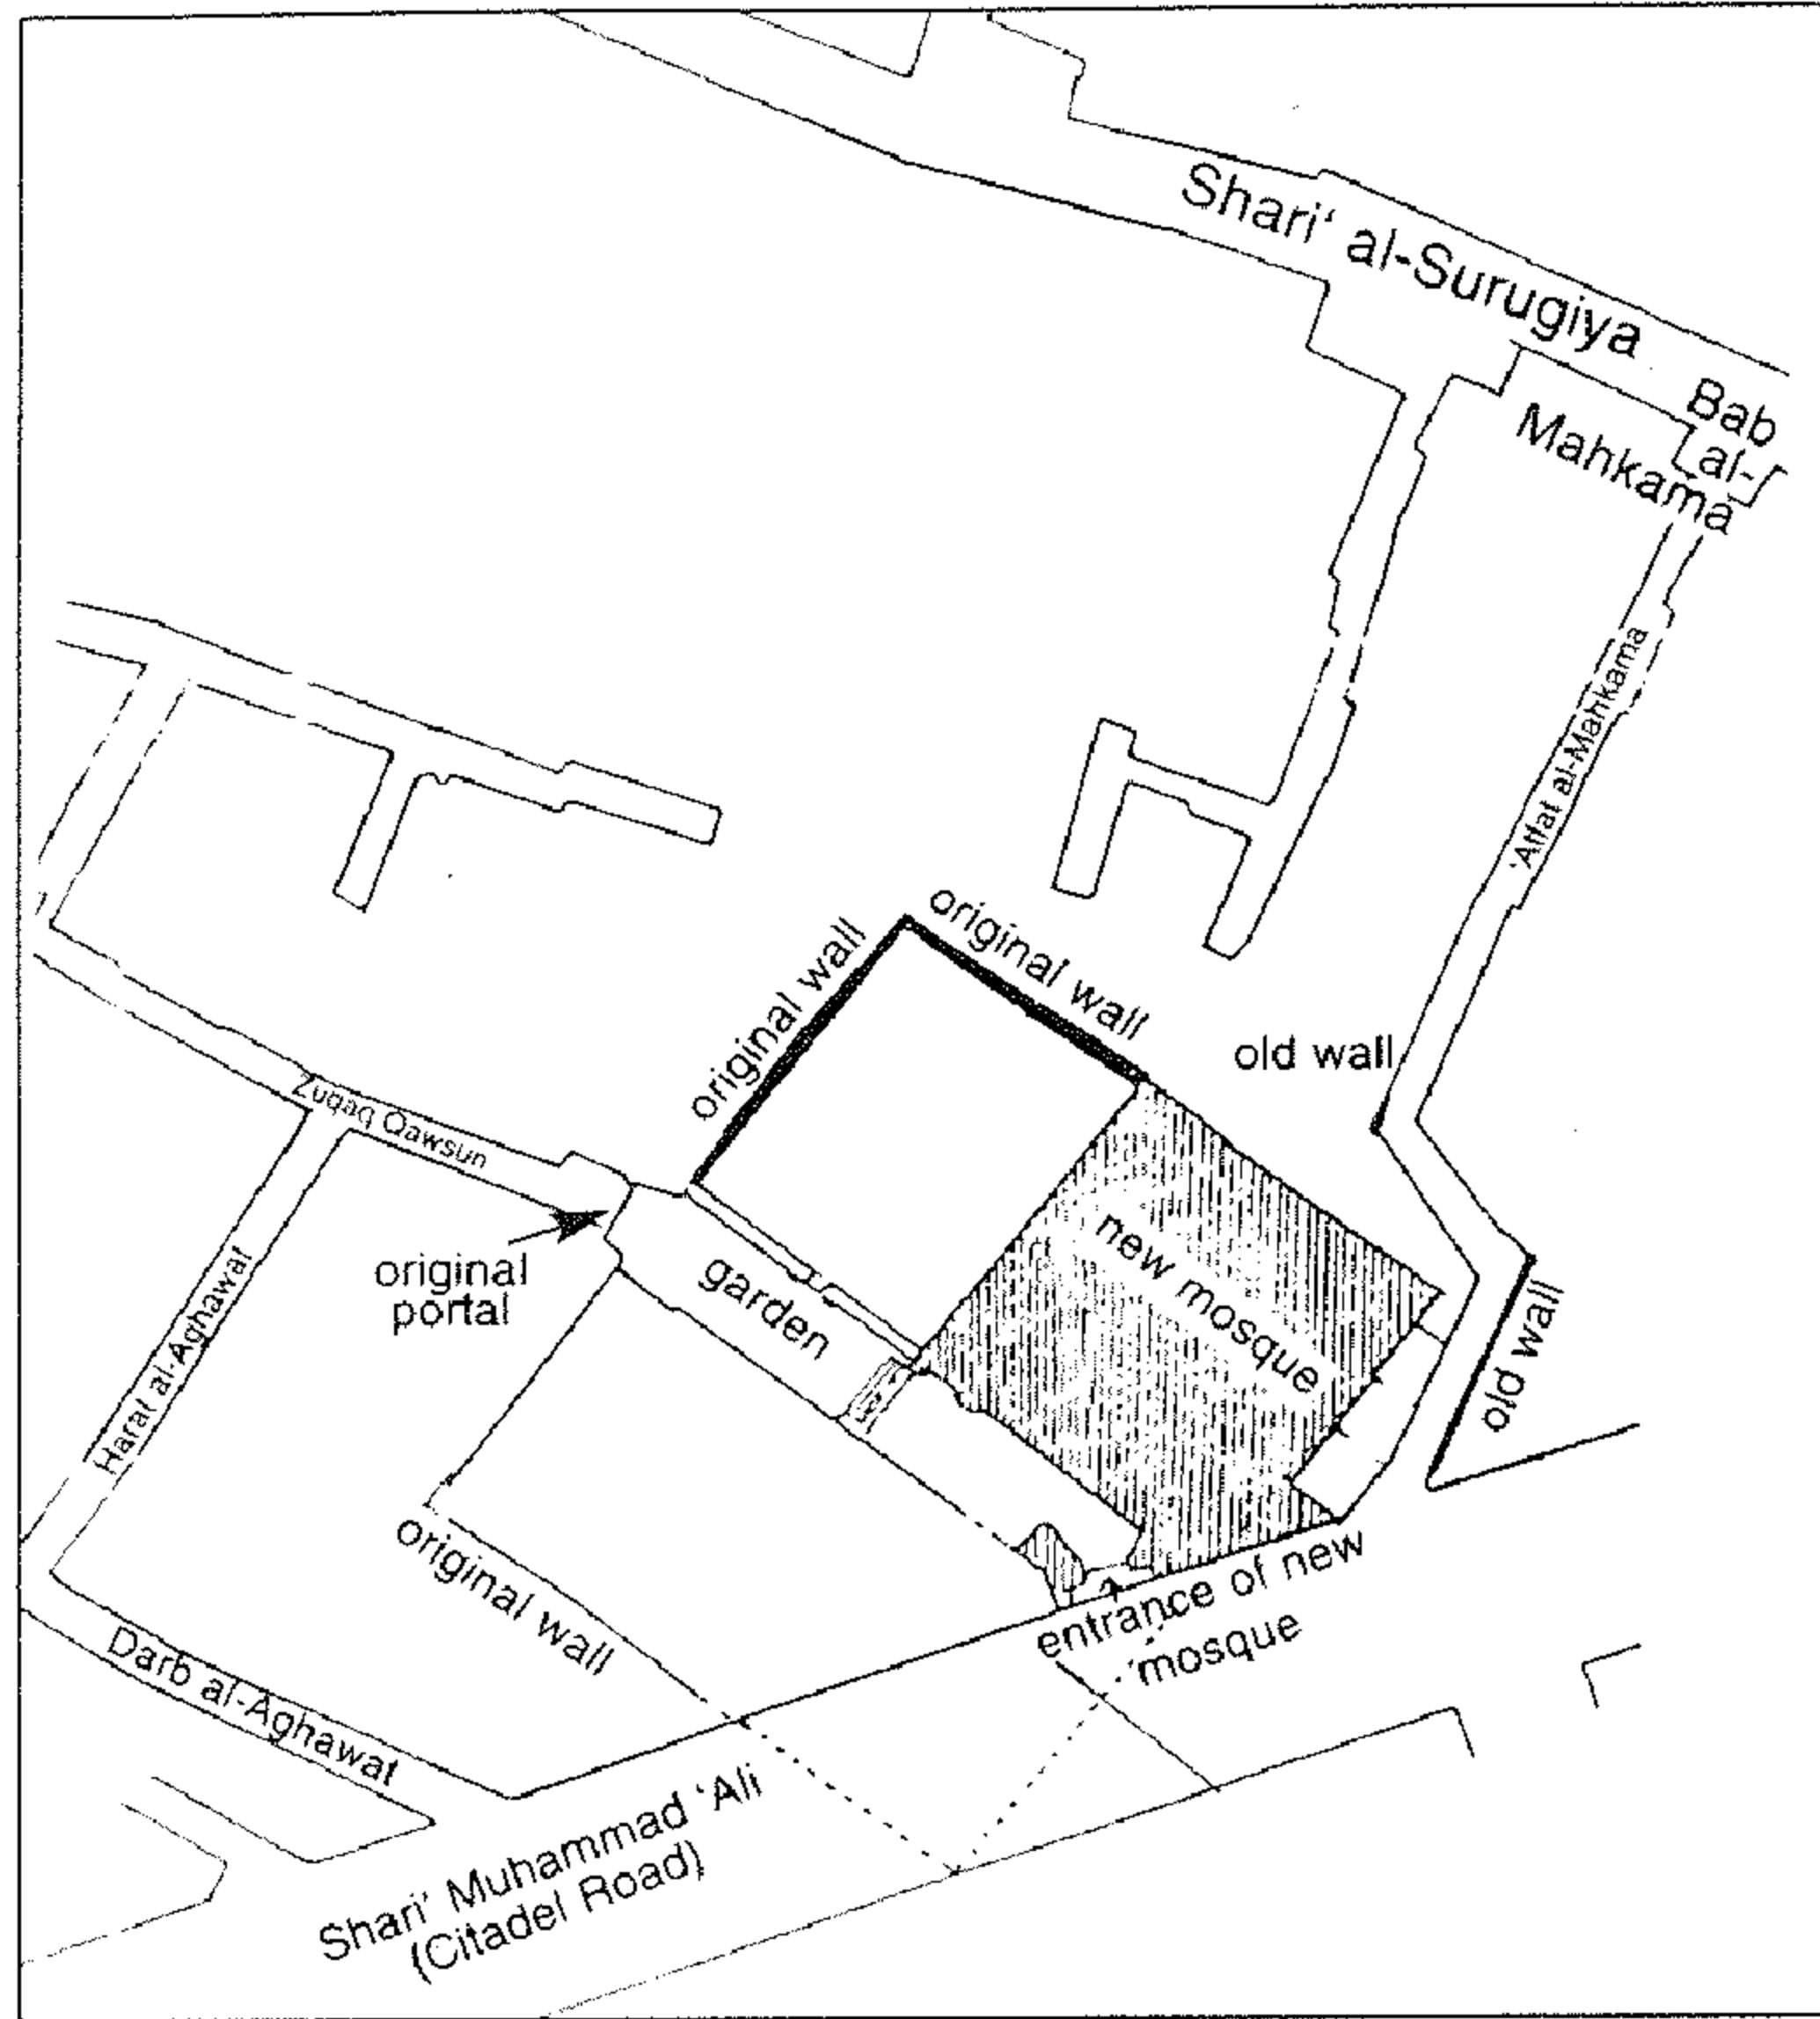 Shari‘ al-Surugiya
Bab
al-
Mahkama
‘Atfat al-Mahkama
original wall
original wall
old wall
Zuqaq Qawsun
original
portal
garden
new mosque
old wall
Harat al-Aghawat
original wall
entrance of new
mosque
Darb al-Aghawat
Shari‘ Muhammad ‘Ali
(Citadel Road)